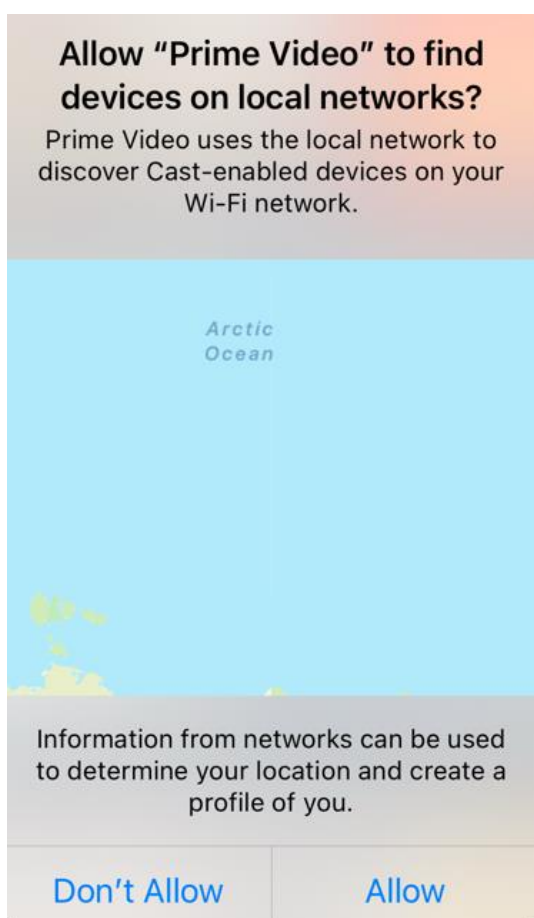 Allow “Prime Video” to find
devices on local networks?
Prime Video uses the local network to
discover Cast-enabled devices on your
Wi-Fi network.
Arctic
Ocean
Information from networks can be used
to determine your location and create a
profile of you.
Don’t Allow
Allow